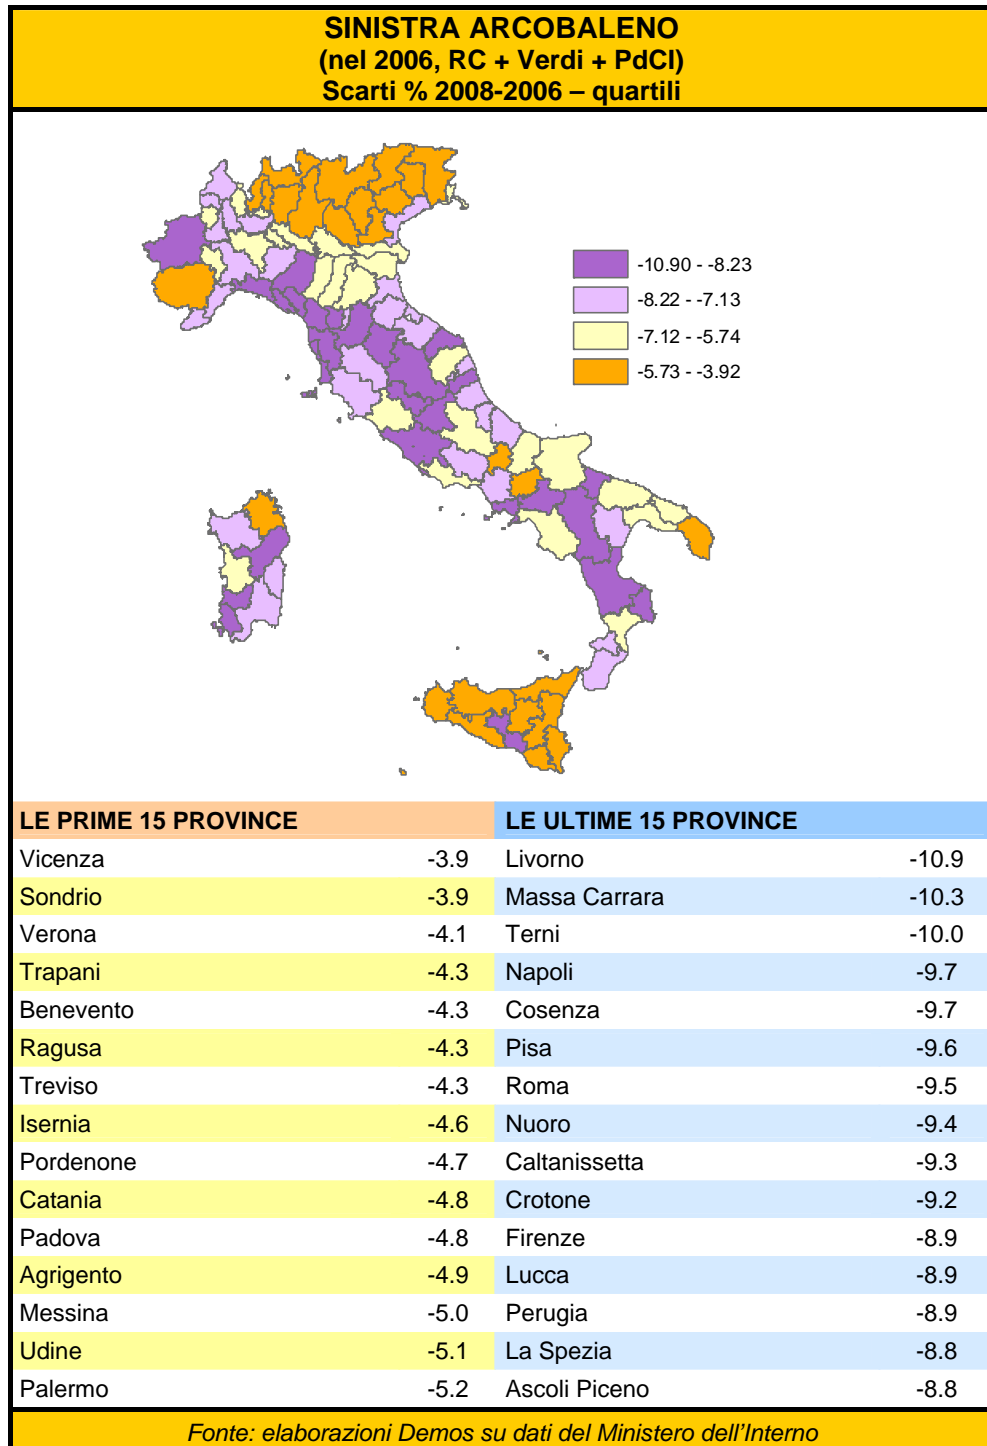 SINISTRA ARCOBALENO
(nel 2006, RC + Verdi + PdCI)
Scarti % 2008-2006 – quartili
-10.90 - -8.23
-8.22 - -7.13
-7.12 - -5.74
-5.73 - -3.92
LE PRIME 15 PROVINCE LE ULTIME 15 PROVINCE
Vicenza -3.9 Livorno -10.9
Sondrio -3.9 Massa Carrara -10.3
Verona -4.1 Terni -10.0
Trapani -4.3 Napoli -9.7
Benevento -4.3 Cosenza -9.7
Ragusa -4.3 Pisa -9.6
Treviso -4.3 Roma -9.5
Isernia -4.6 Nuoro -9.4
Pordenone -4.7 Caltanissetta -9.3
Catania -4.8 Crotone -9.2
Padova -4.8 Firenze -8.9
Agrigento -4.9 Lucca -8.9
Messina -5.0 Perugia -8.9
Udine -5.1 La Spezia -8.8
Palermo -5.2 Ascoli Piceno -8.8
Fonte: elaborazioni Demos su dati del Ministero dell'Interno